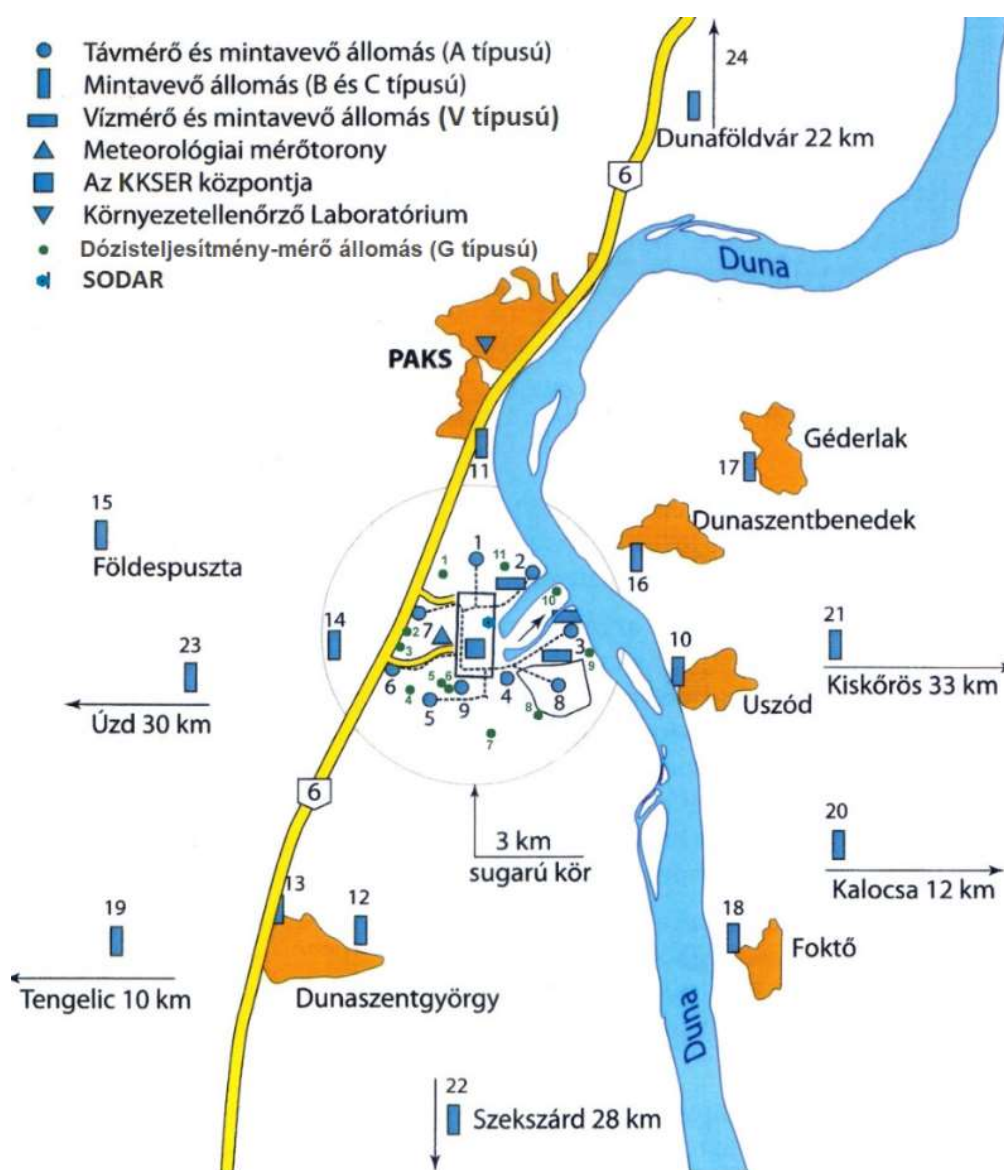 Távmérő és mintavevő állomás (A típusú)
Mintavevő állomás (B és C típusú)
Vízmérő és mintavevő állomás (V típusú)
Meteorológiai mérőtorony
Az KKSER központja
Környezetellenőrző Laboratórium
Dózisteljesítmény-mérő állomás (G típusú)
SODAR
24
Dunaföldvár 22 km
6
Duna
PAKS
11
Géderlak
17
Dunaszentbenedek
16
15
Földespuszta
1
1
11
2
10
14
2
7
3
3
9
6
5
6
4
5
9
4
8
8
7
10
Uszód
21
Kiskőrös 33 km
23
Úzd 30 km
6
3 km
sugarú kör
20
Kalocsa 12 km
13
12
19
18
Foktő
Tengelic 10 km
Dunaszentgyörgy
Duna
22
Szekszárd 28 km